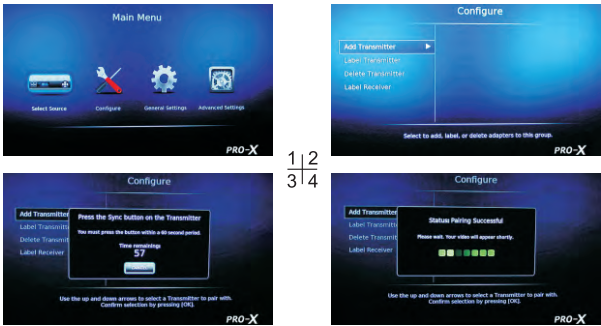 Main Menu
Select Source
Configure
General Settings
Advanced Settings
PRO-X
Configure
Add Transmitter
Label Transmitter
Delete Transmitter
Label Receiver
Select to add, label, or delete adapters to this group.
PRO-X
1 2
3 4
Configure
Add Transmitter
Label Transmitt
Delete Transmit
Label Receiver
Press the Sync button on the Transmitter
You must press the button within a 60 second period.
Time remaining:
57
Use the up and down arrows to select a Transmitter to pair with.
Confirm selection by pressing [OK].
PRO-X
Configure
Add Transmitter
Label Transmitt
Delete Transmit
Label Receiver
Status: Pairing Successful
Please wait. Your video will appear shortly.
Use the up and down arrows to select a Transmitter to pair with.
Confirm selection by pressing [OK].
PRO-X